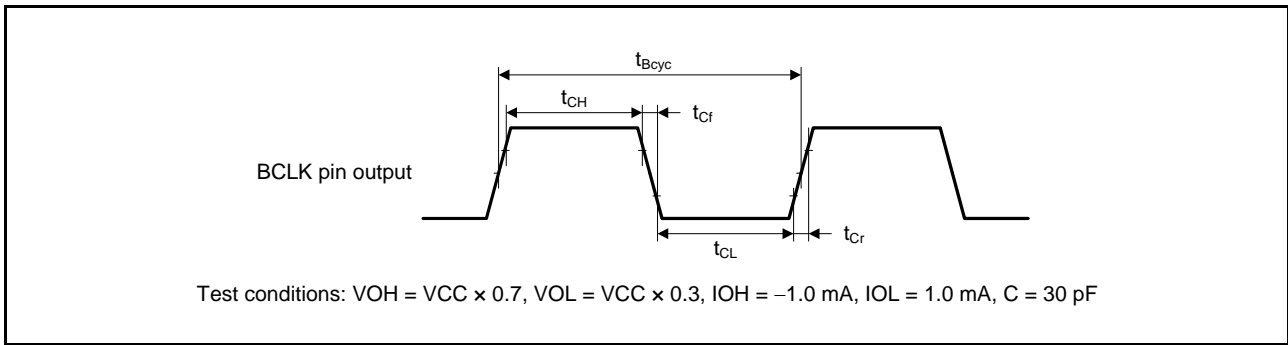 tBcyc
tCH
tCf
BCLK pin output
tCL
tCr
Test conditions: VOH = VCC × 0.7, VOL = VCC × 0.3, IOH = −1.0 mA, IOL = 1.0 mA, C = 30 pF